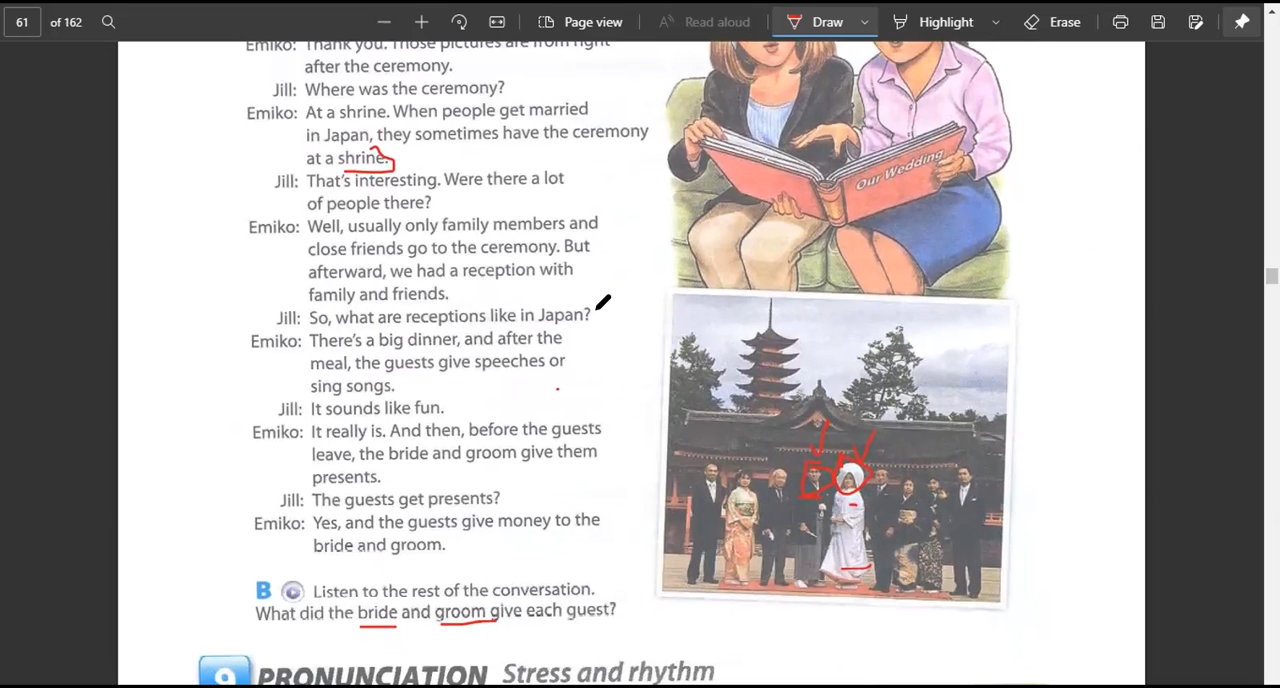 61 of 162 Page view Read aloud Draw Highlight Erase
Emiko: Thank you. Those pictures are from right
after the ceremony.
Jill: Where was the ceremony?
Emiko: At a shrine. When people get married
in Japan, they sometimes have the ceremony
at a shrine.
Jill: That's interesting. Were there a lot
of people there?
Emiko: Well, usually only family members and
close friends go to the ceremony. But
afterward, we had a reception with
family and friends.
Jill: So, what are receptions like in Japan?
Emiko: There's a big dinner, and after the
meal, the guests give speeches or
sing songs.
Jill: It sounds like fun.
Emiko: It really is. And then, before the guests
leave, the bride and groom give them
presents.
Jill: The guests get presents?
Emiko: Yes, and the guests give money to the
bride and groom.
Our Wedding
B Listen to the rest of the conversation.
What did the bride and groom give each guest?
9 PRONUNCIATION Stress and rhythm